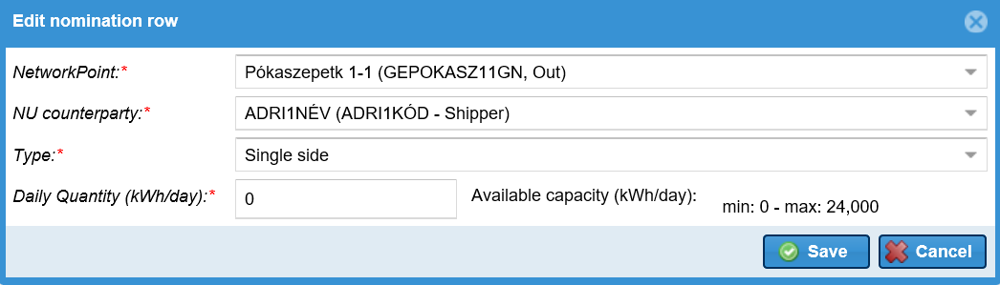 Edit nomination row
NetworkPoint:* Pókaszepetk 1-1 (GEPOKASZ11GN, Out)
NU counterparty:* ADRI1NÉV (ADRI1KÓD - Shipper)
Type:* Single side
Daily Quantity (kWh/day):* 0 Available capacity (kWh/day): min: 0 - max: 24,000
Save Cancel